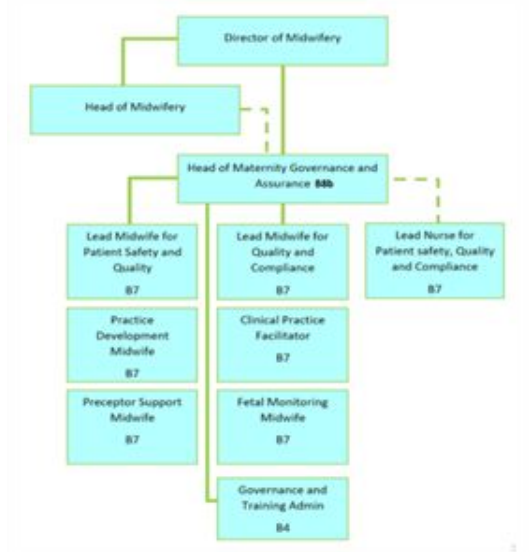 Director of Midwifery
Head of Midwifery
Head of Maternity Governance and
Assurance B8b
Lead Midwife for
Patient Safety and
Quality
B7
Lead Midwife for
Quality and
Compliance
B7
Lead Nurse for
Patient safety, Quality
and Compliance
B7
Practice
Development
Midwife
B7
Clinical Practice
Facilitator
B7
Preceptor Support
Midwife
B7
Fetal Monitoring
Midwife
B7
Governance and
Training Admin
B4